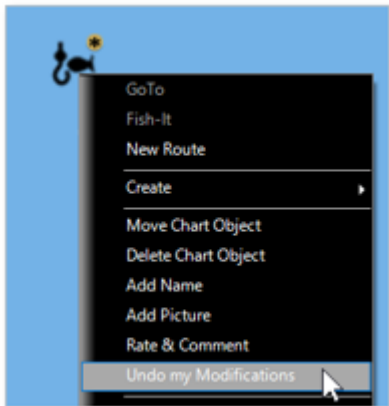 GoTo
Fish-It
New Route
Create
Move Chart Object
Delete Chart Object
Add Name
Add Picture
Rate & Comment
Undo my Modifications